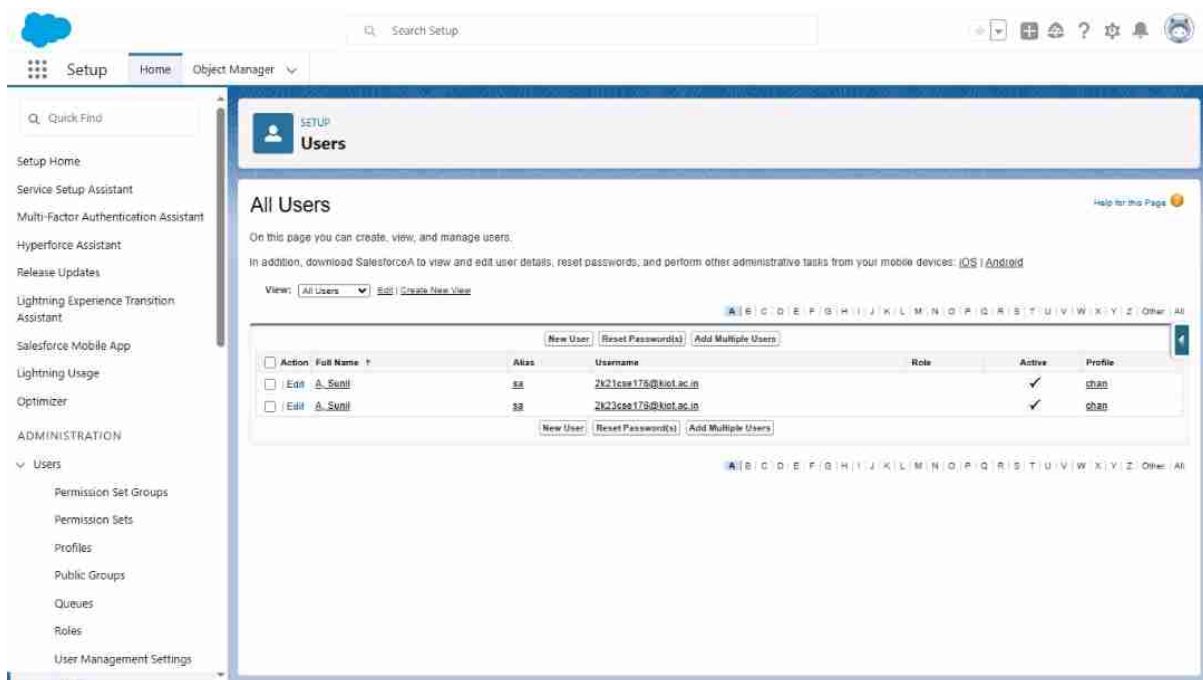 Search Setup
Setup Home Object Manager
Quick Find
Setup Home
Service Setup Assistant
Multi-Factor Authentication Assistant
Hyperforce Assistant
Release Updates
Lightning Experience Transition
Assistant
Salesforce Mobile App
Lightning Usage
Optimizer
ADMINISTRATION
Users
Permission Set Groups
Permission Sets
Profiles
Public Groups
Queues
Roles
User Management Settings
SETUP
Users
All Users
Help for this Page
On this page you can create, view, and manage users.
In addition, download SalesforceA to view and edit user details, reset passwords, and perform other administrative tasks from your mobile devices: iOS | Android
View: All Users Edit | Create New View
A | B | C | D | E | F | G | H | I | J | K | L | M | N | O | P | Q | R | S | T | U | V | W | X | Y | Z | Other | All
New User Reset Password(s) Add Multiple Users
Action Full Name ↑ Alias Username Role Active Profile
| Edit A, Sunil sa 2k21cse176@kiot.ac.in ✓ chan
| Edit A, Sunil sa 2k23cse176@kiot.ac.in ✓ chan
New User Reset Password(s) Add Multiple Users
A | B | C | D | E | F | G | H | I | J | K | L | M | N | O | P | Q | R | S | T | U | V | W | X | Y | Z | Other | All